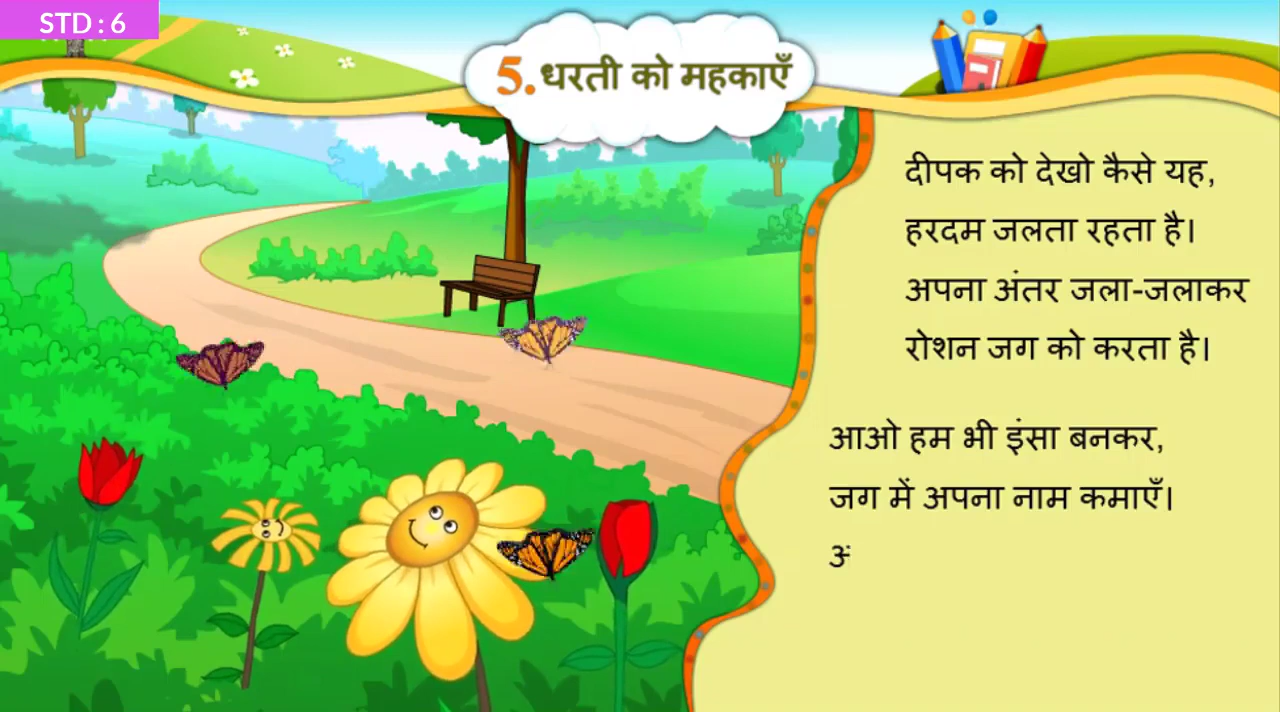 STD : 6
5. धरती को महकाएँ
दीपक को देखो कैसे यह,
हरदम जलता रहता है।
अपना अंतर जला-जलाकर
रोशन जग को करता है।
आओ हम भी इंसा बनकर,
जग में अपना नाम कमाएँ।